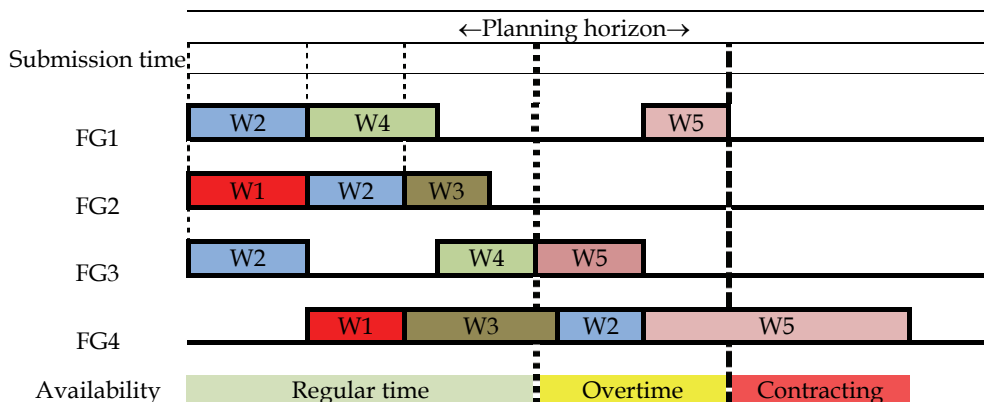 ←Planning horizon→
Submission time
FG1 W2 W4 W5
FG2 W1 W2 W3
FG3 W2 W4 W5
FG4 W1 W3 W2 W5
Availability Regular time Overtime Contracting